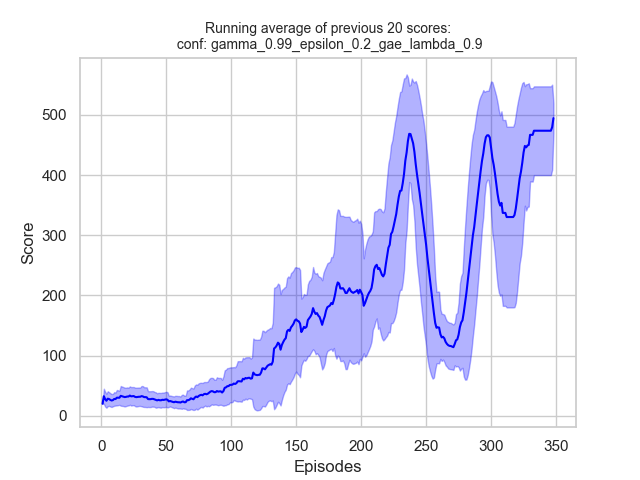 Running average of previous 20 scores:
conf: gamma_0.99_epsilon_0.2_gae_lambda_0.9
500
400
300
200
100
0
Score
0 50 100 150 200 250 300 350
Episodes